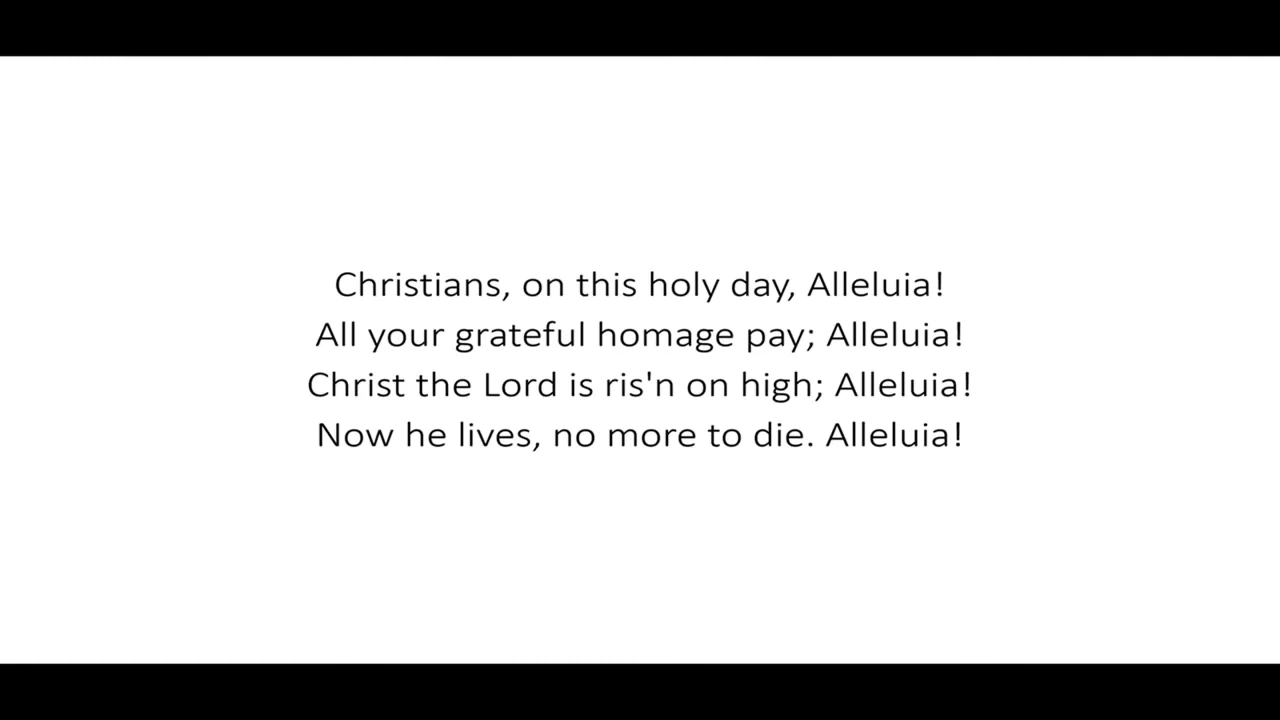 Christians, on this holy day, Alleluia!
All your grateful homage pay; Alleluia!
Christ the Lord is ris'n on high; Alleluia!
Now he lives, no more to die. Alleluia!